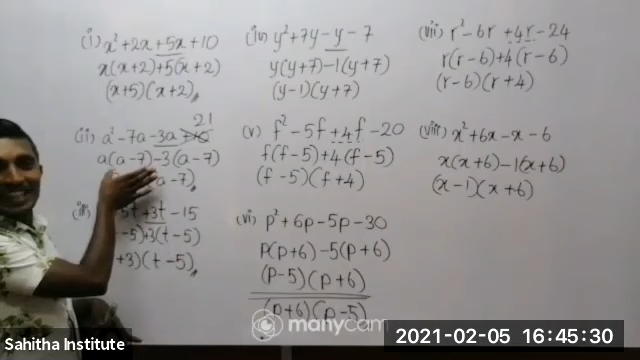 (i) x²+2x+5x+10
x(x+2)+5(x+2)
(x+5)(x+2)
21
(ii) a²-7a-3a+10
a(a-7)-3(a-7)
a-7)
5t+3t-15
-5)+3(t-5)
+3)(t-5)
(iv) y²+7y-y-7
y(y+7)-1(y+7)
(y-1)(y+7)
(v) f²-5f+4f-20
f(f-5)+4(f-5)
(f-5)(f+4)
(vi) p²+6p-5p-30
P(p+6)-5(p+6)
(p-5)(p+6)
(p+6)(p-5)
(vii) r²-6r+4r-24
r(r-6)+4(r-6)
(r-6)(r+4)
(viii) x²+6x-x-6
x(x+6)-1(x+6)
(x-1)(x+6)
manycam
Sahitha Institute
2021-02-05 16:45:30